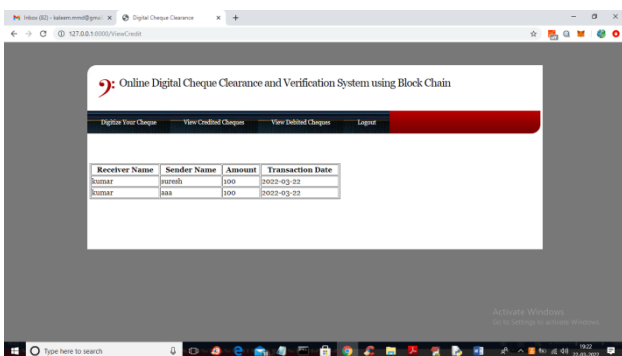 Inbox (82) - kaleem.mmd@gmai
Digital Cheque Clearance
127.0.0.1:8000/ViewCredit
Online Digital Cheque Clearance and Verification System using Block Chain
Digitize Your Cheque View Credited Cheques View Debited Cheques Logout
Receiver Name Sender Name Amount Transaction Date
kumar suresh 100 2022-03-22
kumar aaa 100 2022-03-22
Activate Windows
Go to Settings to activate Windows.
Type here to search
19:22
22-03-2022